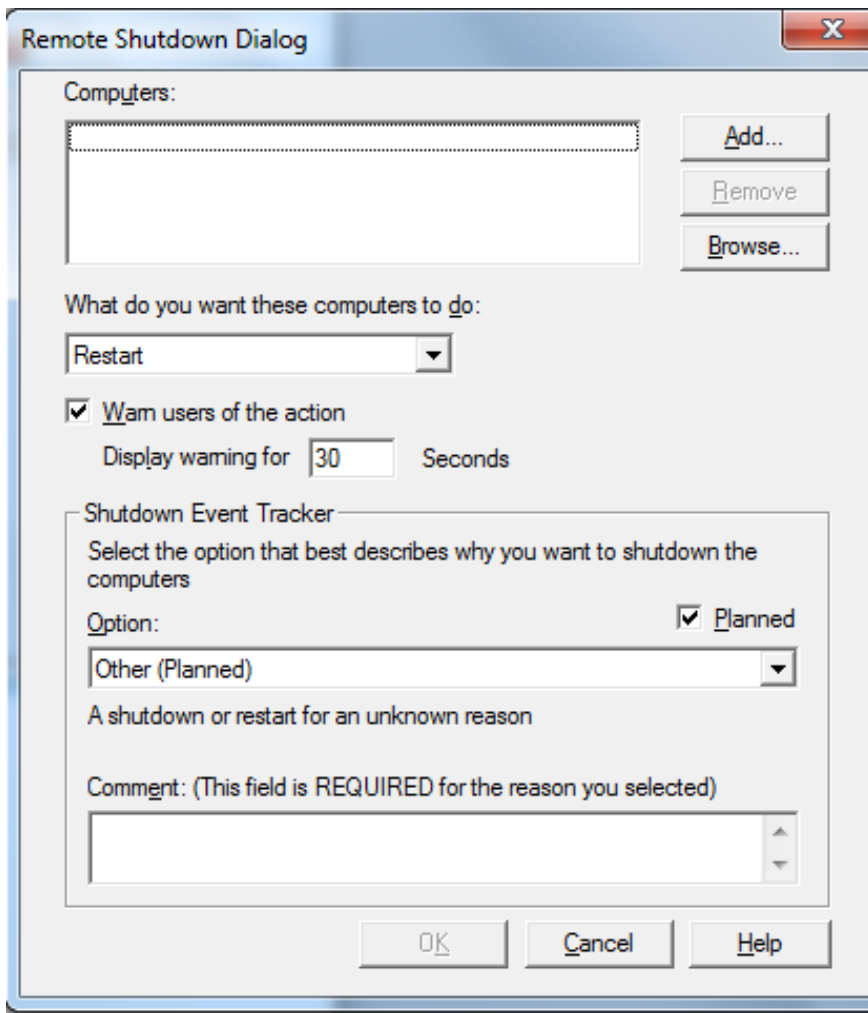 Remote Shutdown Dialog
Computers:
Add...
Remove
Browse...
What do you want these computers to do:
Restart
Warn users of the action
Display warning for 30 Seconds
Shutdown Event Tracker
Select the option that best describes why you want to shutdown the
computers
Option:
Planned
Other (Planned)
A shutdown or restart for an unknown reason
Comment: (This field is REQUIRED for the reason you selected)
OK
Cancel
Help